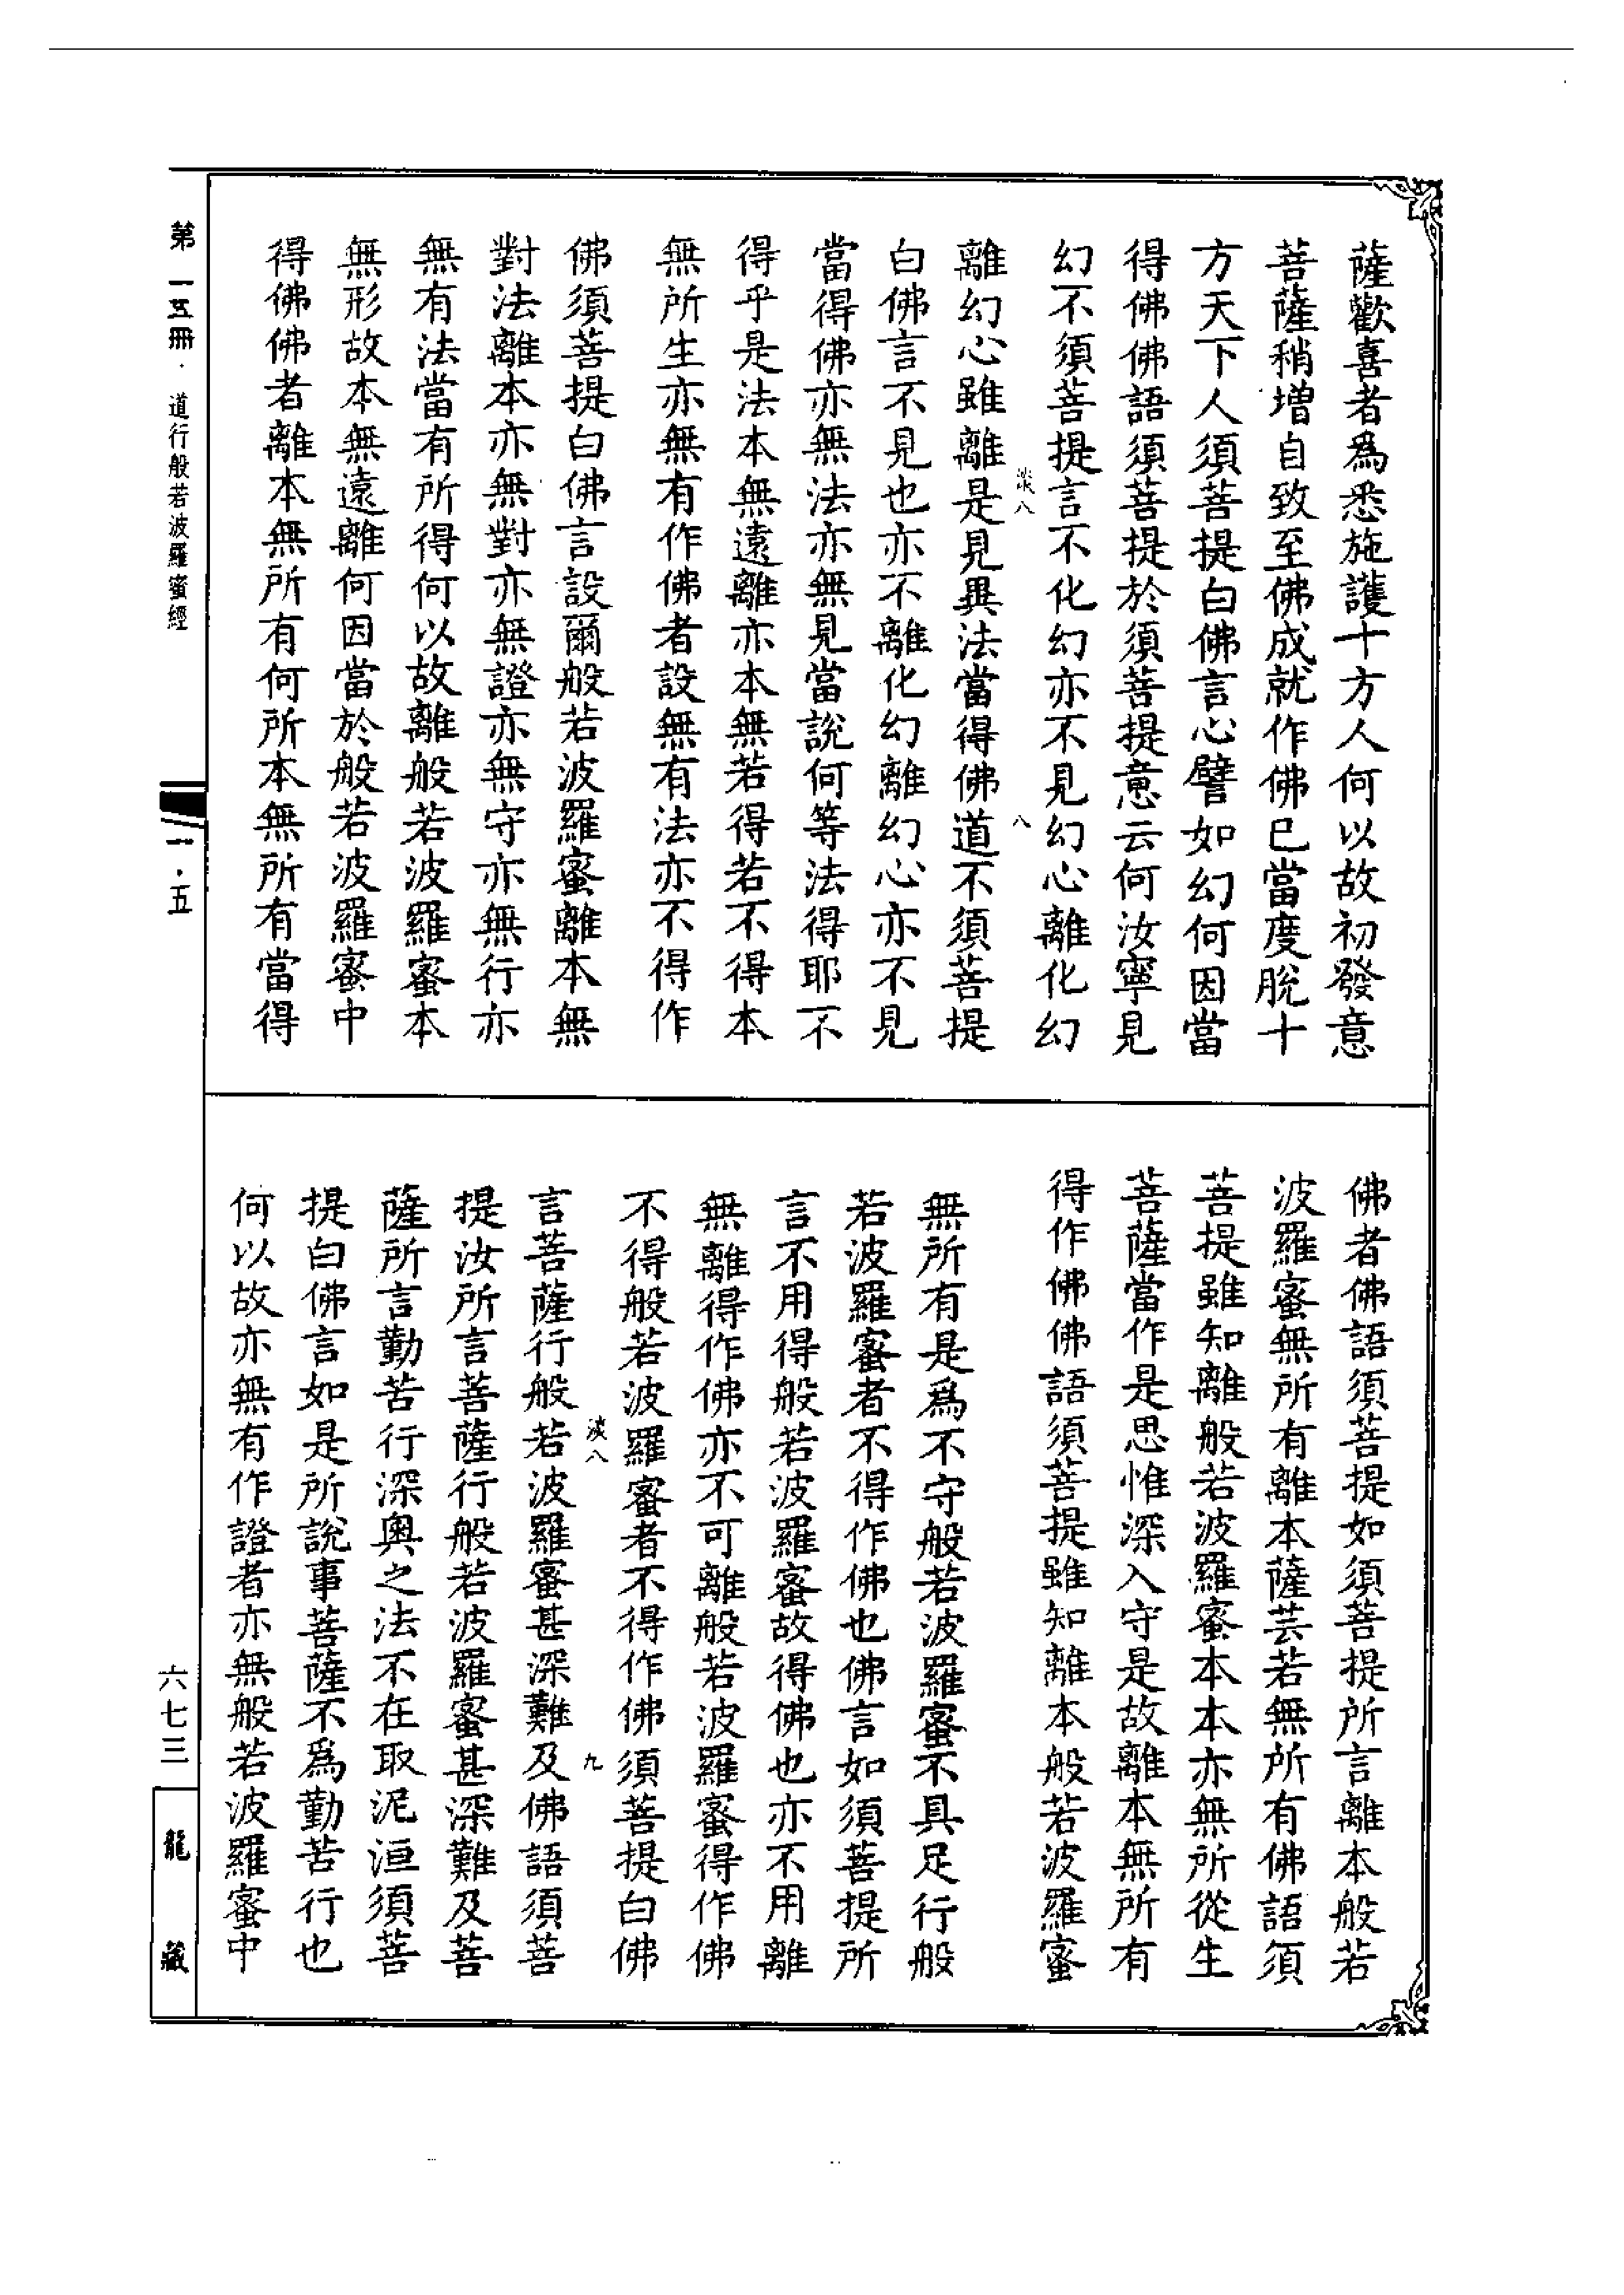 薩歡喜者爲悉施護十方人何以故初發意
菩薩稍增自致至佛成就作佛已當度脫十
方天下人須菩提白佛言心譬如幻何因當
得佛佛語須菩提於須菩提意云何汝寧見
幻不須菩提言不化幻亦不見幻心離化幻
淡八
八
離幻心雖離是見異法當得佛道不須菩提
白佛言不見也亦不離化幻離幻心亦不見
當得佛亦無法亦無見當說何等法得耶不
得乎是法本無遠離亦本無若得若不得本
無所生亦無有作佛者設無有法亦不得作
佛須菩提白佛言設爾般若波羅蜜離本無
對法離本亦無對亦無證亦無守亦無行亦
無有法當有所得何以故離般若波羅蜜本
無形故本無遠離何因當於般若波羅蜜中
得佛佛者離本無所有何所本無所有當得
佛者佛語須菩提如須菩提所言離本般若
波羅蜜無所有離本薩芸若無所有佛語須
菩提雖知離般若波羅蜜本本亦無所從生
菩薩當作是思惟深入守是故離本無所有
得作佛佛語須菩提雖知離本般若波羅蜜
無所有是爲不守般若波羅蜜不具足行般
若波羅蜜者不得作佛也佛言如須菩提所
言不用得般若波羅蜜故得佛也亦不用離
無離得作佛亦不可離般若波羅蜜得作佛
不得般若波羅蜜者不得作佛須菩提白佛
淡八
九
言菩薩行般若波羅蜜甚深難及佛語須菩
提汝所言菩薩行般若波羅蜜甚深難及菩
薩所言勤苦行深奧之法不在取泥洹須菩
提白佛言如是所說事菩薩不爲勤苦行也
何以故亦無有作證者亦無般若波羅蜜中
第一五冊·道行般若波羅蜜經
一·五
六七三
龍藏